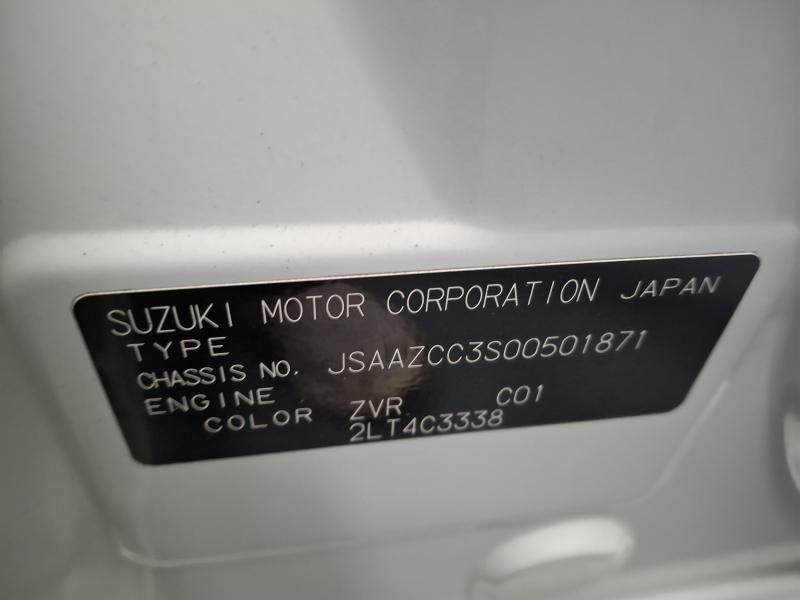 SUZUKI MOTOR CORPORATION JAPAN
TYPE
CHASSIS NO. JSAAZCC3S00501871
ENGINE
COLOR ZVR C01
2LT4C3338